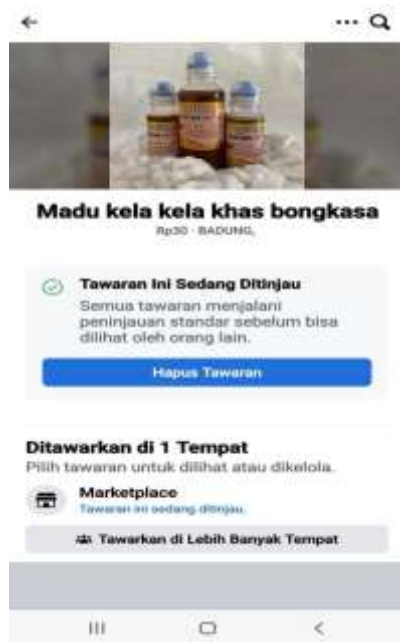 Madu kela kela khas bongkasa
Rp30 · BADUNG,
Tawaran Ini Sedang Ditinjau
Semua tawaran menjalani
peninjauan standar sebelum bisa
dilihat oleh orang lain.
Hapus Tawaran
Ditawarkan di 1 Tempat
Pilih tawaran untuk dilihat atau dikelola.
Marketplace
Tawaran ini sedang ditinjau.
Tawarkan di Lebih Banyak Tempat